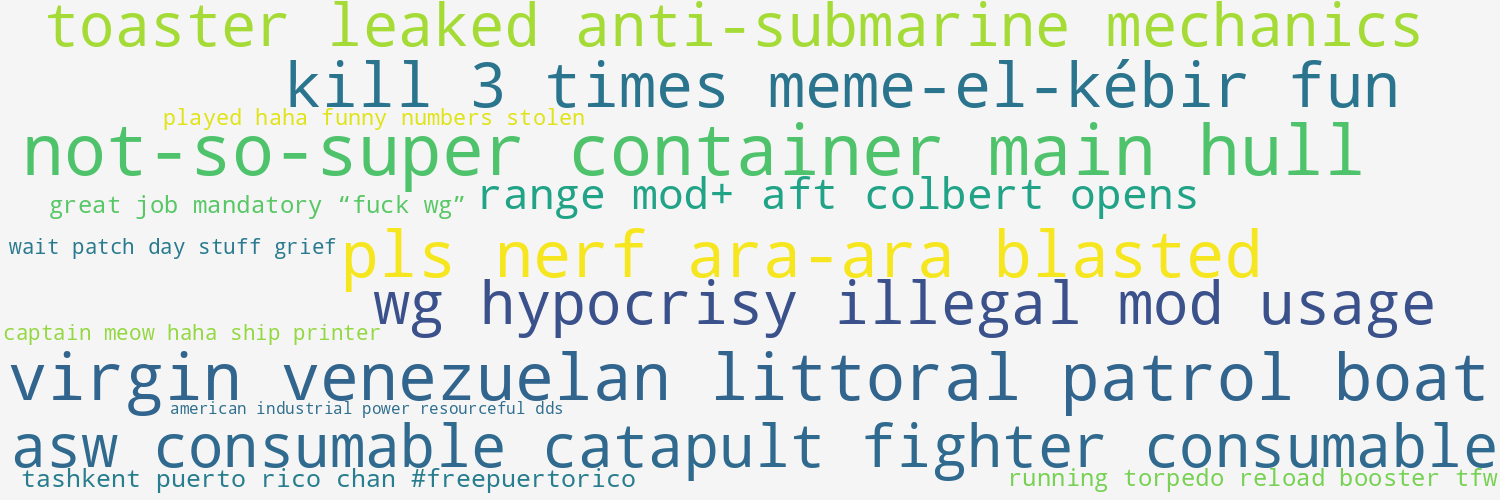 toaster leaked anti-submarine mechanics
kill 3 times meme-el-kébir fun
played haha funny numbers stolen
not-so-super container main hull
range mod+ aft colbert opens
great job mandatory “fuck wg”
wait patch day stuff grief
pls nerf ara-ara blasted
wg hypocrisy illegal mod usage
captain meow haha ship printer
virgin venezuelan littoral patrol boat
american industrial power resourceful dds
asw consumable catapult fighter consumable
tashkent puerto rico chan #freepuertorico
running torpedo reload booster tfw